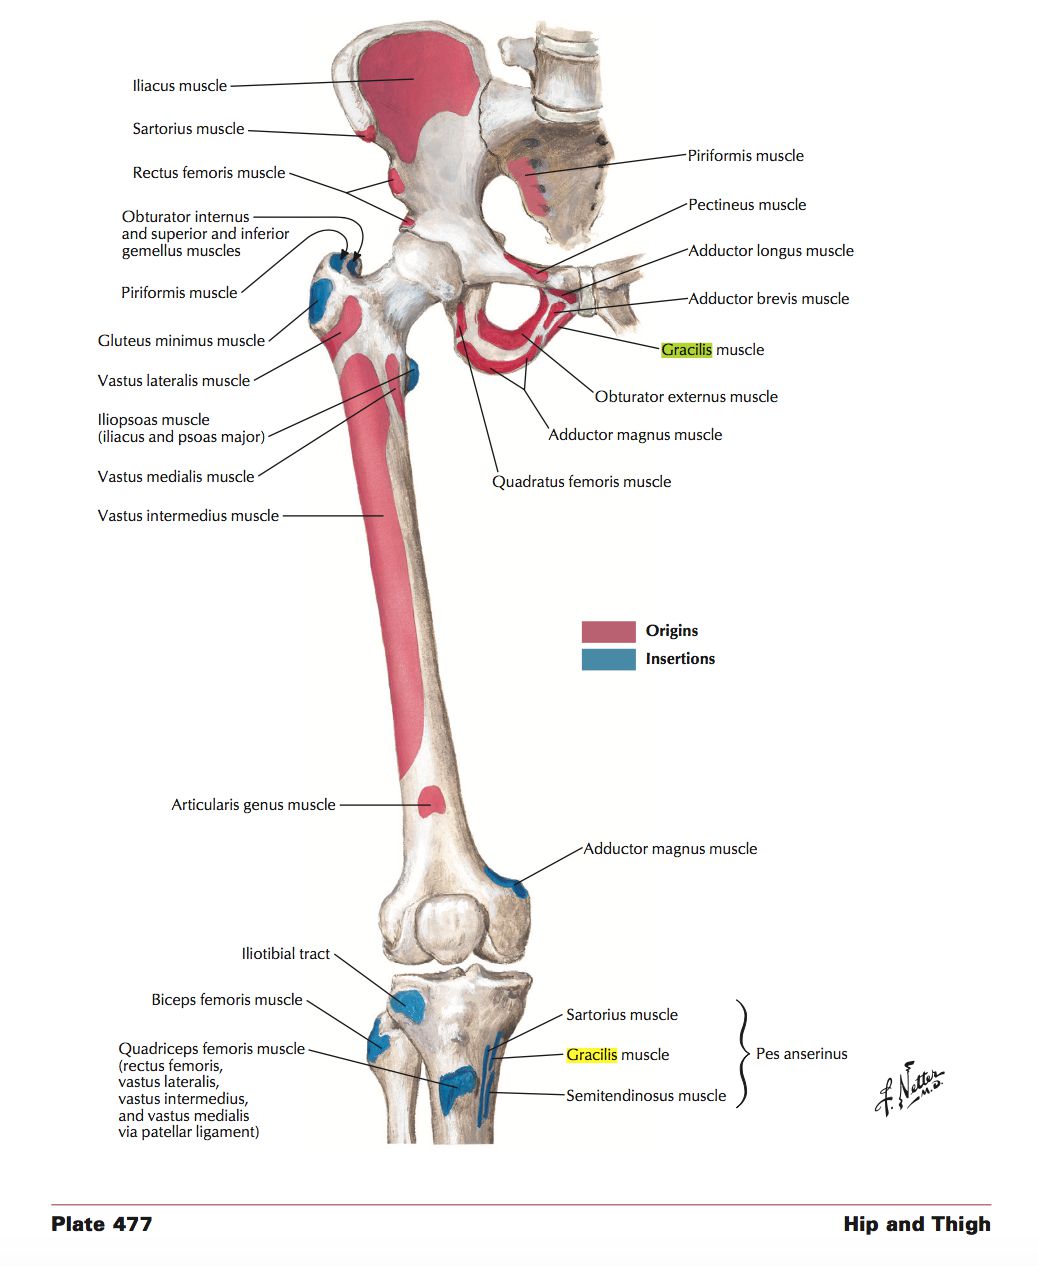 Iliacus muscle
Sartorius muscle
Rectus femoris muscle
Obturator internus
and superior and inferior
gemellus muscles
Piriformis muscle
Gluteus minimus muscle
Vastus lateralis muscle
Iliopsoas muscle
(iliacus and psoas major)
Vastus medialis muscle
Vastus intermedius muscle
Piriformis muscle
Pectineus muscle
Adductor longus muscle
Adductor brevis muscle
Gracilis muscle
Obturator externus muscle
Adductor magnus muscle
Quadratus femoris muscle
Origins
Insertions
Articularis genus muscle
Adductor magnus muscle
Iliotibial tract
Biceps femoris muscle
Quadriceps femoris muscle
(rectus femoris,
vastus lateralis,
vastus intermedius,
and vastus medialis
via patellar ligament)
Sartorius muscle
Gracilis muscle
Semitendinosus muscle
Pes anserinus
F. Netter
M.D.
Plate 477
Hip and Thigh